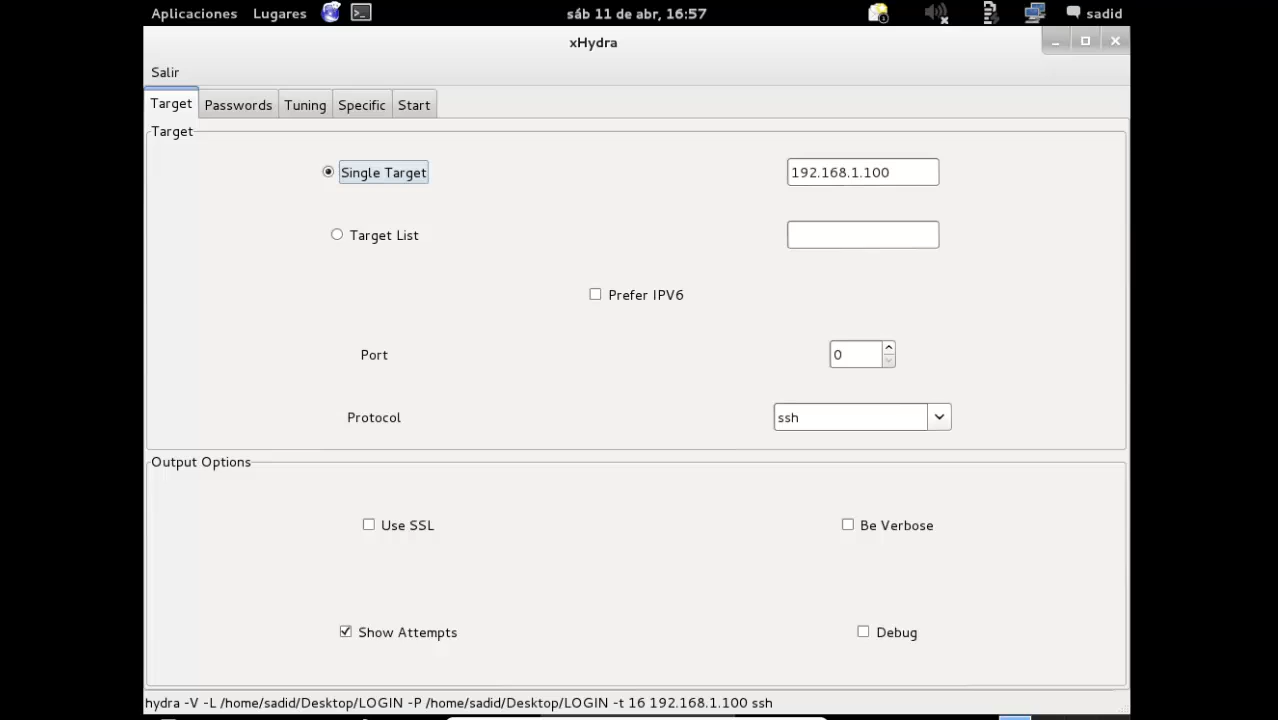 Aplicaciones Lugares sáb 11 de abr, 16:57 sadid
xHydra
Salir
Target Passwords Tuning Specific Start
Target
Single Target 192.168.1.100
Target List
Prefer IPV6
Port 0
Protocol ssh
Output Options
Use SSL Be Verbose
Show Attempts Debug
hydra -V -L /home/sadid/Desktop/LOGIN -P /home/sadid/Desktop/LOGIN -t 16 192.168.1.100 ssh